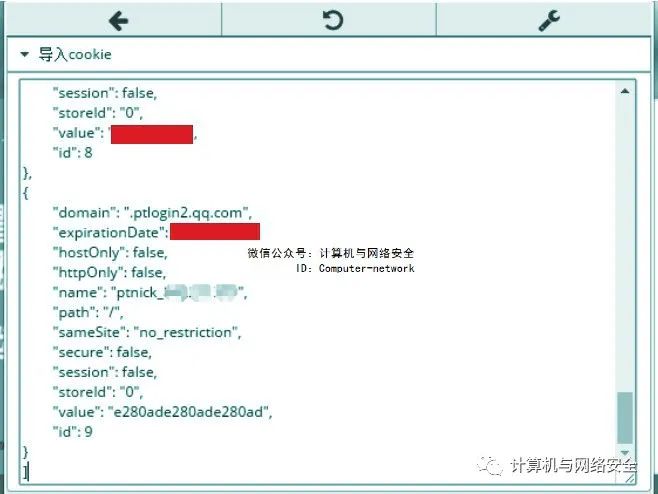 导入cookie
"session": false,
"storeId": "0",
"value": "
,
"id": 8
},
{
"domain": ".ptlogin2.qq.com",
"expirationDate":
"hostOnly": false,
"httpOnly": false,
"name": "ptnick_
",
"path": "/",
"sameSite": "no_restriction",
"secure": false,
"session": false,
"storeId": "0",
"value": "e280ade280ade280ad",
"id": 9
}
]
微信公众号：计算机与网络安全
ID：Computer-network
计算机与网络安全